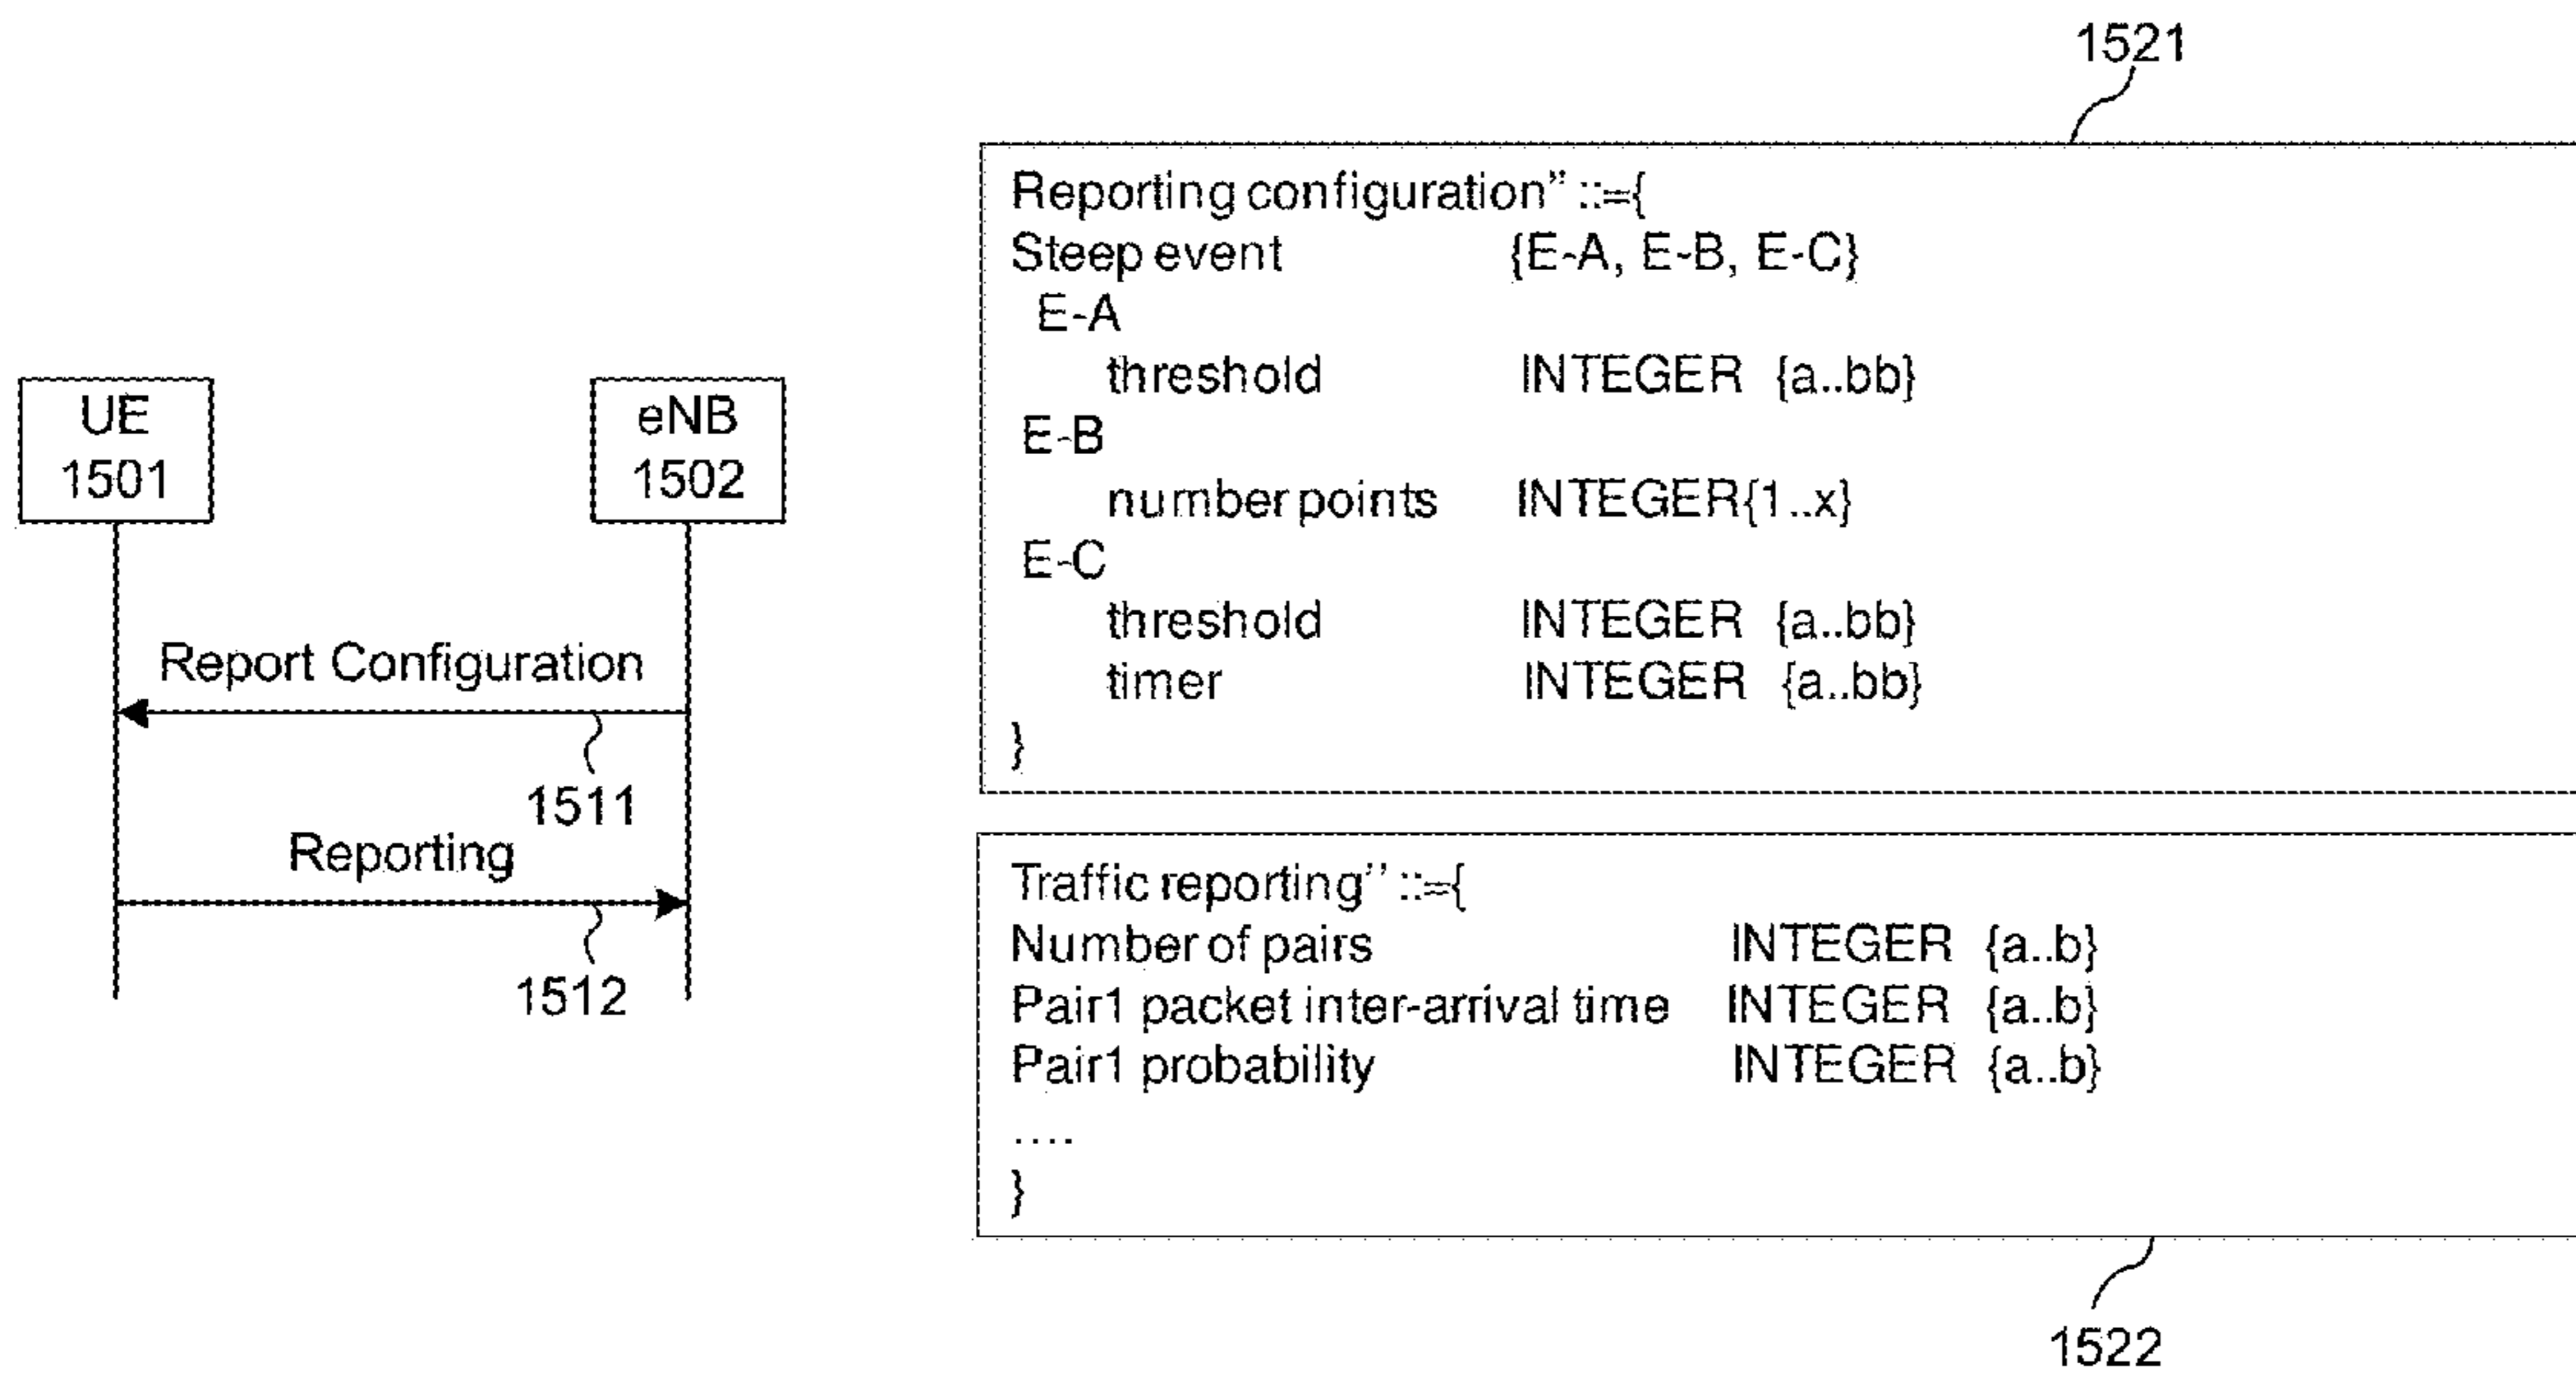 UE
1501
eNB
1502
Report Configuration
1511
Reporting
1512
1521
Reporting configuration” ::={
Steep event {E-A, E-B, E-C}
E-A
threshold INTEGER {a..bb}
E-B
number points INTEGER{1..x}
E-C
threshold INTEGER {a..bb}
timer INTEGER {a..bb}
}
Traffic reporting” ::={
Number of pairs INTEGER {a..b}
Pair1 packet inter-arrival time INTEGER {a..b}
Pair1 probability INTEGER {a..b}
....
}
1522